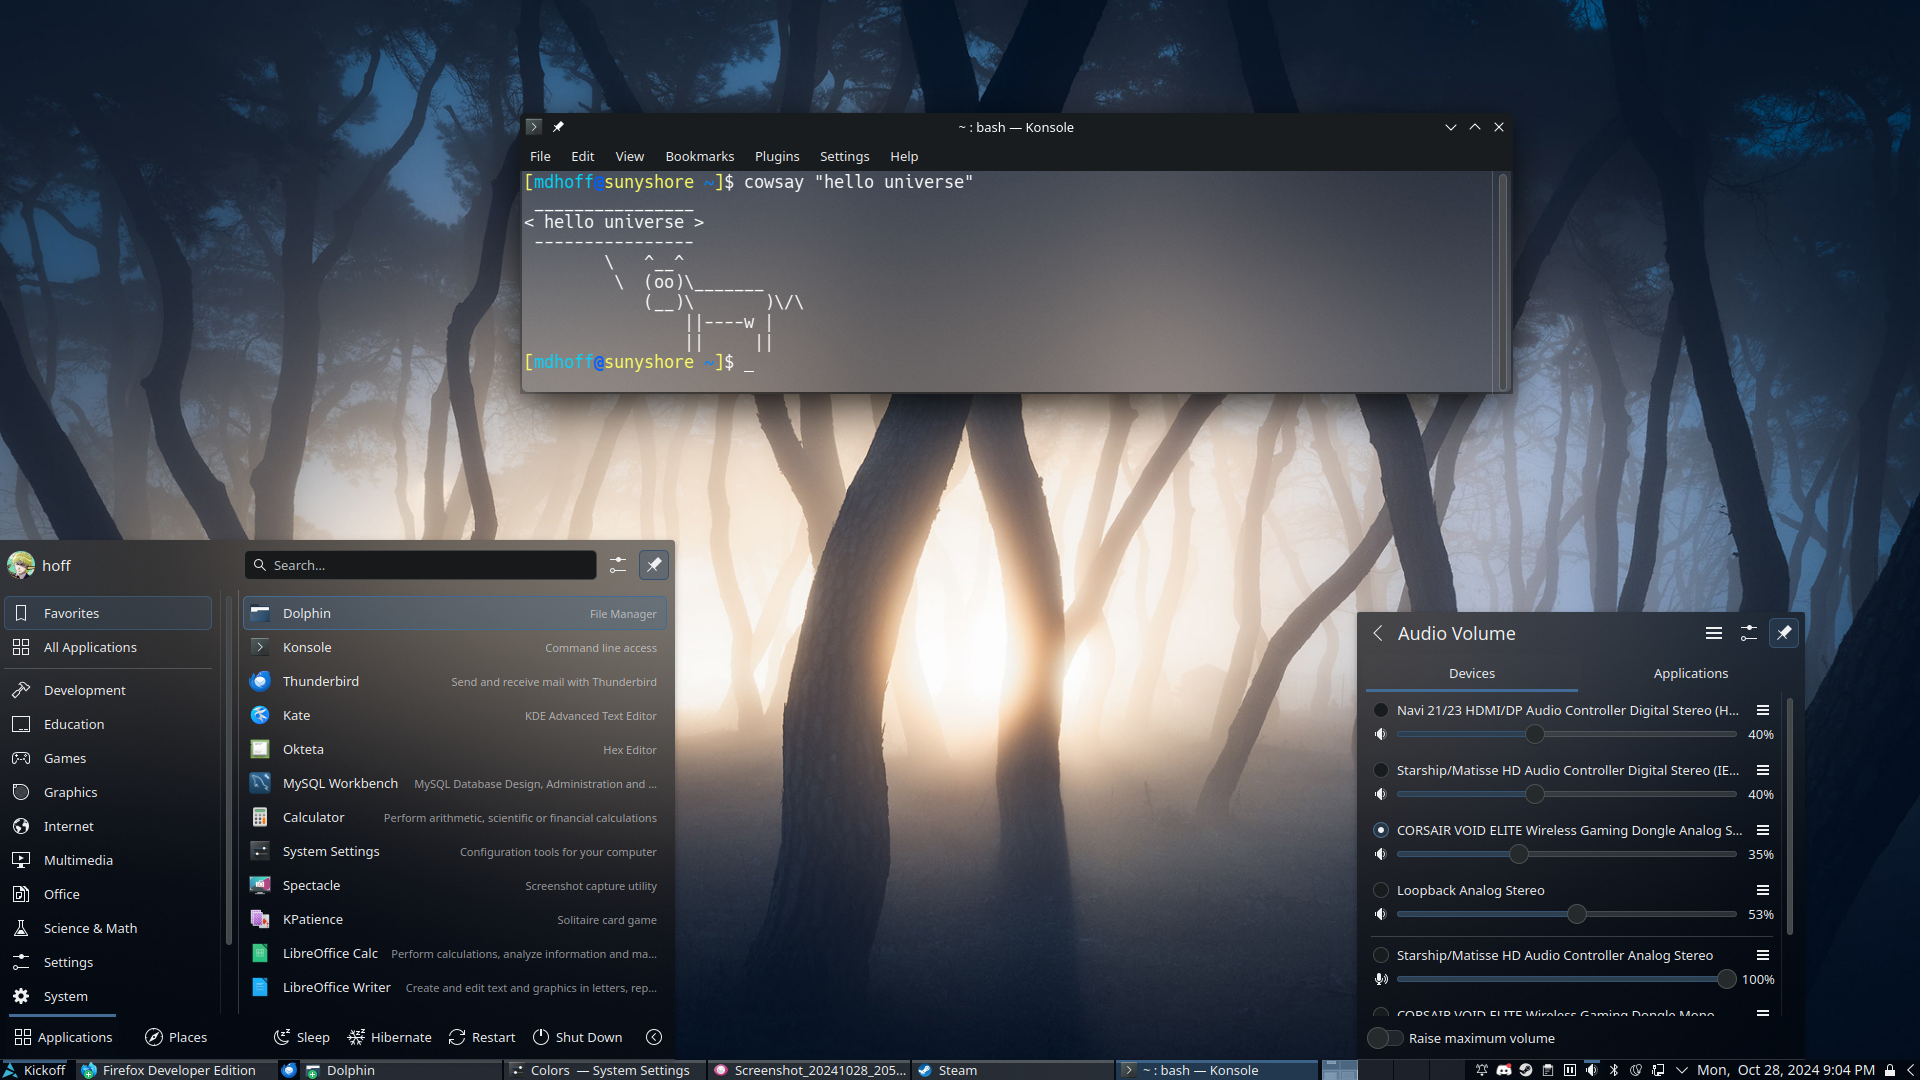 ~ : bash — Konsole
File Edit View Bookmarks Plugins Settings Help
[mdhoff@sunyshore ~]$ cowsay "hello universe"
 ________________
< hello universe >
 ----------------
        \   ^__^
         \  (oo)\_______
            (__)\       )\/\
                ||----w |
                ||     ||
[mdhoff@sunyshore ~]$ _
hoff
Search...
Favorites
All Applications
Development
Education
Games
Graphics
Internet
Multimedia
Office
Science & Math
Settings
System
Dolphin File Manager
Konsole Command line access
Thunderbird Send and receive mail with Thunderbird
Kate KDE Advanced Text Editor
Okteta Hex Editor
MySQL Workbench MySQL Database Design, Administration and ...
Calculator Perform arithmetic, scientific or financial calculations
System Settings Configuration tools for your computer
Spectacle Screenshot capture utility
KPatience Solitaire card game
LibreOffice Calc Perform calculations, analyze information and ma...
LibreOffice Writer Create and edit text and graphics in letters, rep...
Applications Places Sleep Hibernate Restart Shut Down
Audio Volume
Devices Applications
Navi 21/23 HDMI/DP Audio Controller Digital Stereo (H...
40%
Starship/Matisse HD Audio Controller Digital Stereo (IE...
40%
CORSAIR VOID ELITE Wireless Gaming Dongle Analog S...
35%
Loopback Analog Stereo
53%
Starship/Matisse HD Audio Controller Analog Stereo
100%
CORSAIR VOID ELITE Wireless Gaming Dongle Mono
Raise maximum volume
Kickoff Firefox Developer Edition Dolphin Colors — System Settings Screenshot_20241028_205... Steam ~ : bash — Konsole Mon, Oct 28, 2024 9:04 PM